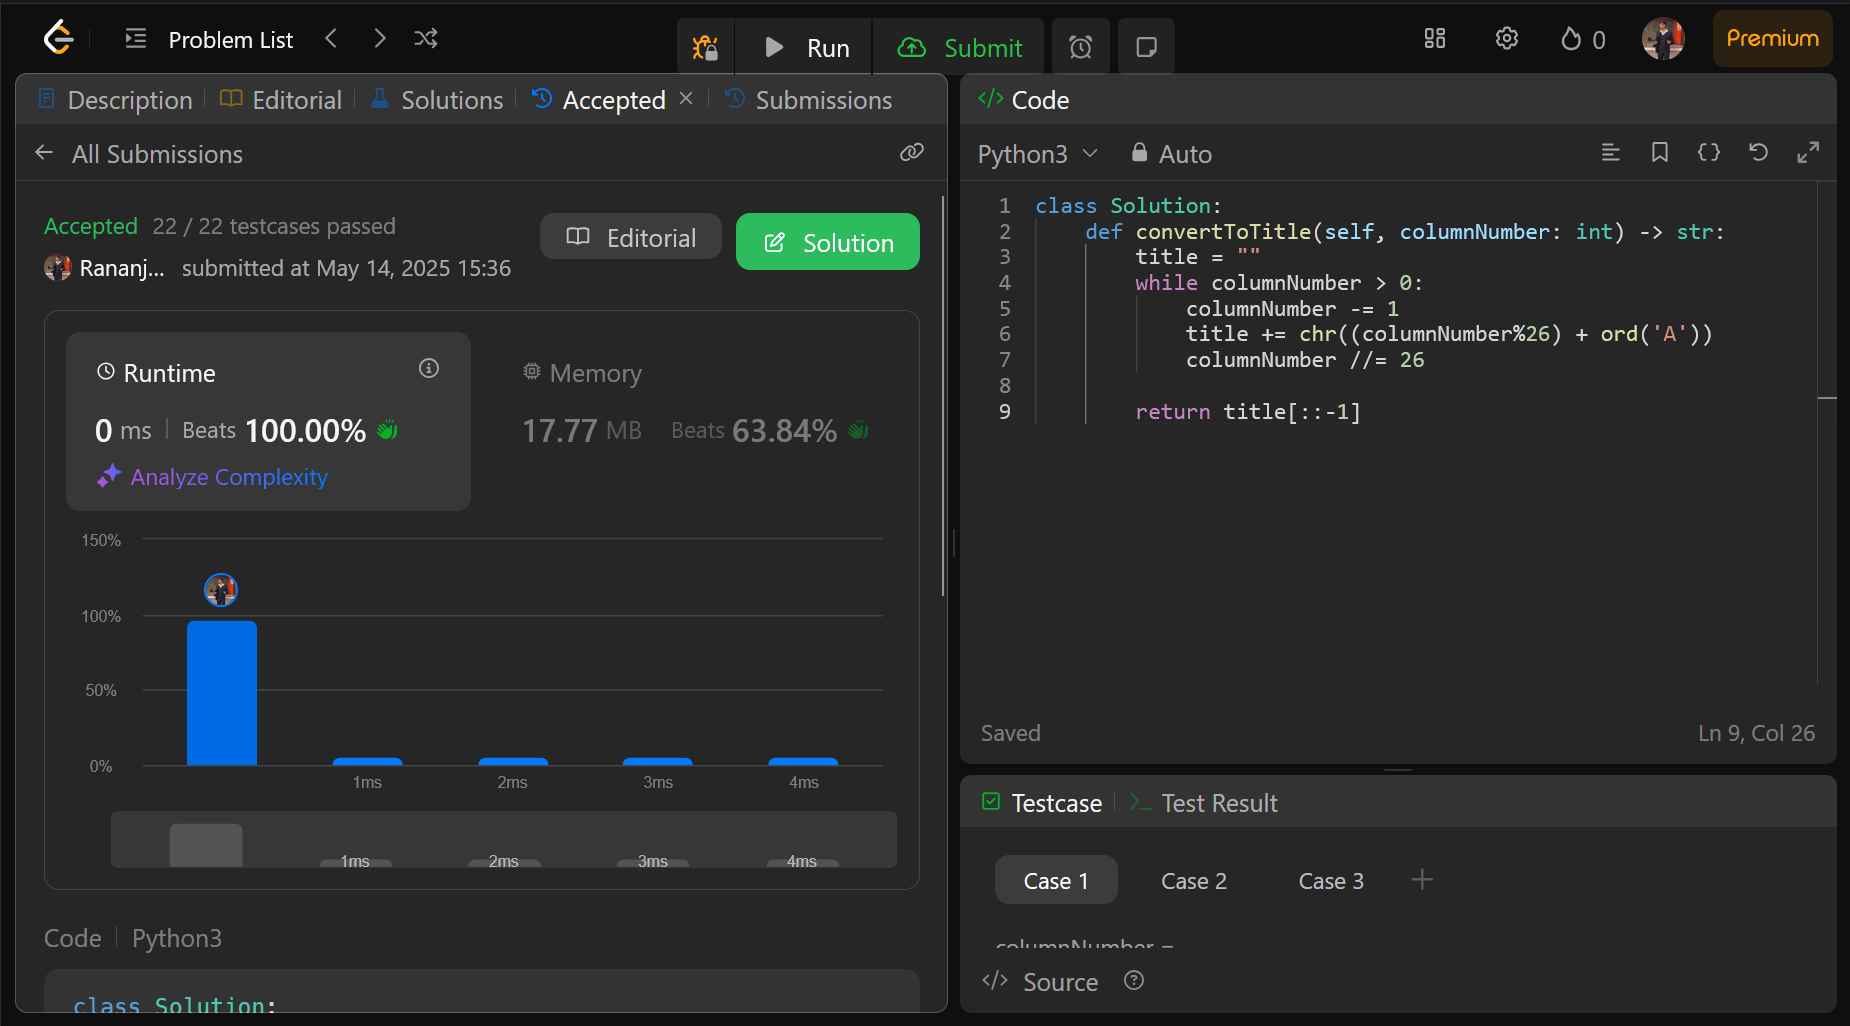 Problem List
Run
Submit
0
Premium
Description
Editorial
Solutions
Accepted
Submissions
All Submissions
Accepted 22 / 22 testcases passed
Rananj... submitted at May 14, 2025 15:36
Editorial
Solution
Runtime
0 ms Beats 100.00%
Analyze Complexity
Memory
17.77 MB Beats 63.84%
150%
100%
50%
0%
1ms 2ms 3ms 4ms
1ms 2ms 3ms 4ms
Code Python3
class Solution:
Code
Python3 Auto
1 class Solution:
2 def convertToTitle(self, columnNumber: int) -> str:
3 title = ""
4 while columnNumber > 0:
5 columnNumber -= 1
6 title += chr((columnNumber%26) + ord('A'))
7 columnNumber //= 26
8
9 return title[::-1]
Saved
Ln 9, Col 26
Testcase
Test Result
Case 1 Case 2 Case 3
columnNumber =
Source